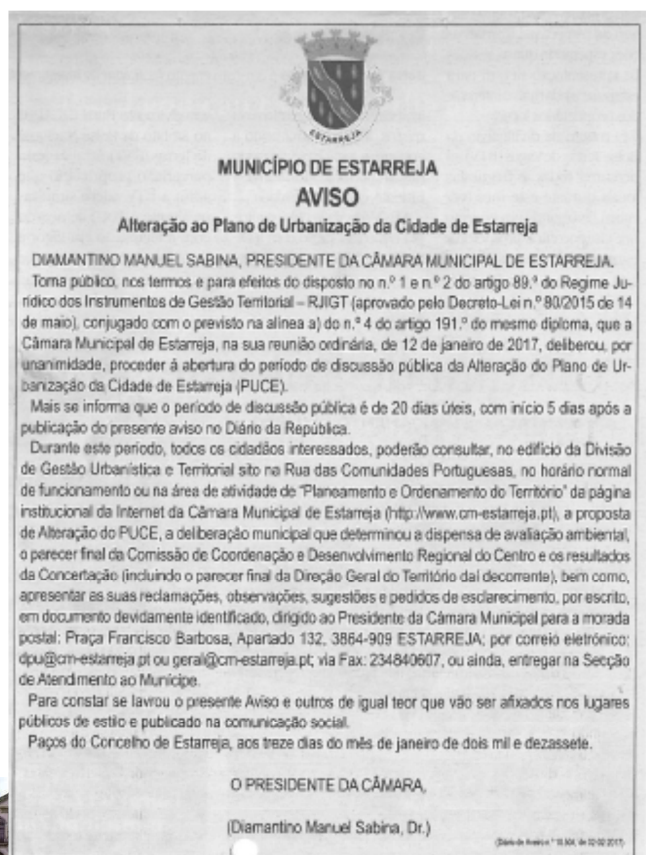 ESTARREJA
MUNICÍPIO DE ESTARREJA
AVISO
Alteração ao Plano de Urbanização da Cidade de Estarreja
DIAMANTINO MANUEL SABINA, PRESIDENTE DA CÂMARA MUNICIPAL DE ESTARREJA.
Torna público, nos termos e para efeitos do disposto no n.º 1 e n.º 2 do artigo 89.º do Regime Ju-
rídico dos Instrumentos de Gestão Territorial – RJIGT (aprovado pelo Decreto-Lei n.º 80/2015 de 14
de maio), conjugado com o previsto na alínea a) do n.º 4 do artigo 191.º do mesmo diploma, que a
Câmara Municipal de Estarreja, na sua reunião ordinária, de 12 de janeiro de 2017, deliberou, por
unanimidade, proceder à abertura do período de discussão pública da Alteração do Plano de Ur-
banização da Cidade de Estarreja (PUCE).
Mais se informa que o período de discussão pública é de 20 dias úteis, com início 5 dias após a
publicação do presente aviso no Diário da República.
Durante este período, todos os cidadãos interessados, poderão consultar, no edifício da Divisão
de Gestão Urbanística e Territorial sito na Rua das Comunidades Portuguesas, no horário normal
de funcionamento ou na área de atividade de "Planeamento e Ordenamento do Território" da página
institucional da Internet da Câmara Municipal de Estarreja (http://www.cm-estarreja.pt), a proposta
de Alteração do PUCE, a deliberação municipal que determinou a dispensa de avaliação ambiental,
o parecer final da Comissão de Coordenação e Desenvolvimento Regional do Centro e os resultados
da Concertação (incluindo o parecer final da Direção Geral do Território daí decorrente), bem como,
apresentar as suas reclamações, observações, sugestões e pedidos de esclarecimento, por escrito,
em documento devidamente identificado, dirigido ao Presidente da Câmara Municipal para a morada
postal: Praça Francisco Barbosa, Apartado 132, 3864-909 ESTARREJA; por correio eletrónico:
dpu@cm-estarreja.pt ou geral@cm-estarreja.pt; via Fax: 234840607, ou ainda, entregar na Secção
de Atendimento ao Munícipe.
Para constar se lavrou o presente Aviso e outros de igual teor que vão ser afixados nos lugares
públicos de estilo e publicado na comunicação social.
Paços do Concelho de Estarreja, aos treze dias do mês de janeiro de dois mil e dezassete.
O PRESIDENTE DA CÂMARA,
(Diamantino Manuel Sabina, Dr.)
(Diário de Aveiro n.º de 02-02-2017)